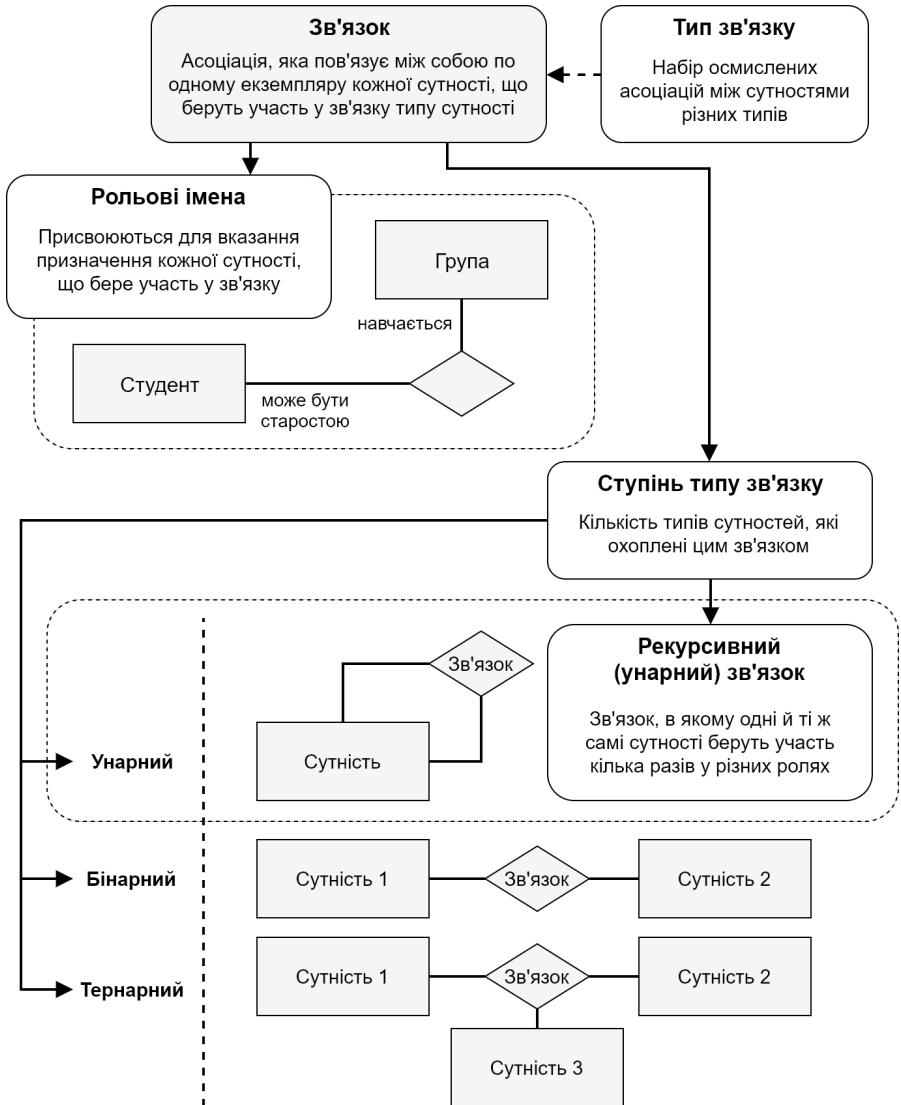 Зв'язок
Асоціація, яка пов'язує між собою по
одному екземпляру кожної сутності, що
беруть участь у зв'язку типу сутності
Тип зв'язку
Набір осмислених
асоціацій між сутностями
різних типів
Рольові імена
Присвоюються для вказання
призначення кожної сутності,
що бере участь у зв'язку
Група
навчається
Студент
може бути
старостою
Ступінь типу зв'язку
Кількість типів сутностей, які
охоплені цим зв'язком
Рекурсивний
(унарний) зв'язок
Зв'язок, в якому одні й ті ж
самі сутності беруть участь
кілька разів у різних ролях
Зв'язок
Сутність
Унарний
Бінарний
Сутність 1
Зв'язок
Сутність 2
Тернарний
Сутність 1
Зв'язок
Сутність 2
Сутність 3